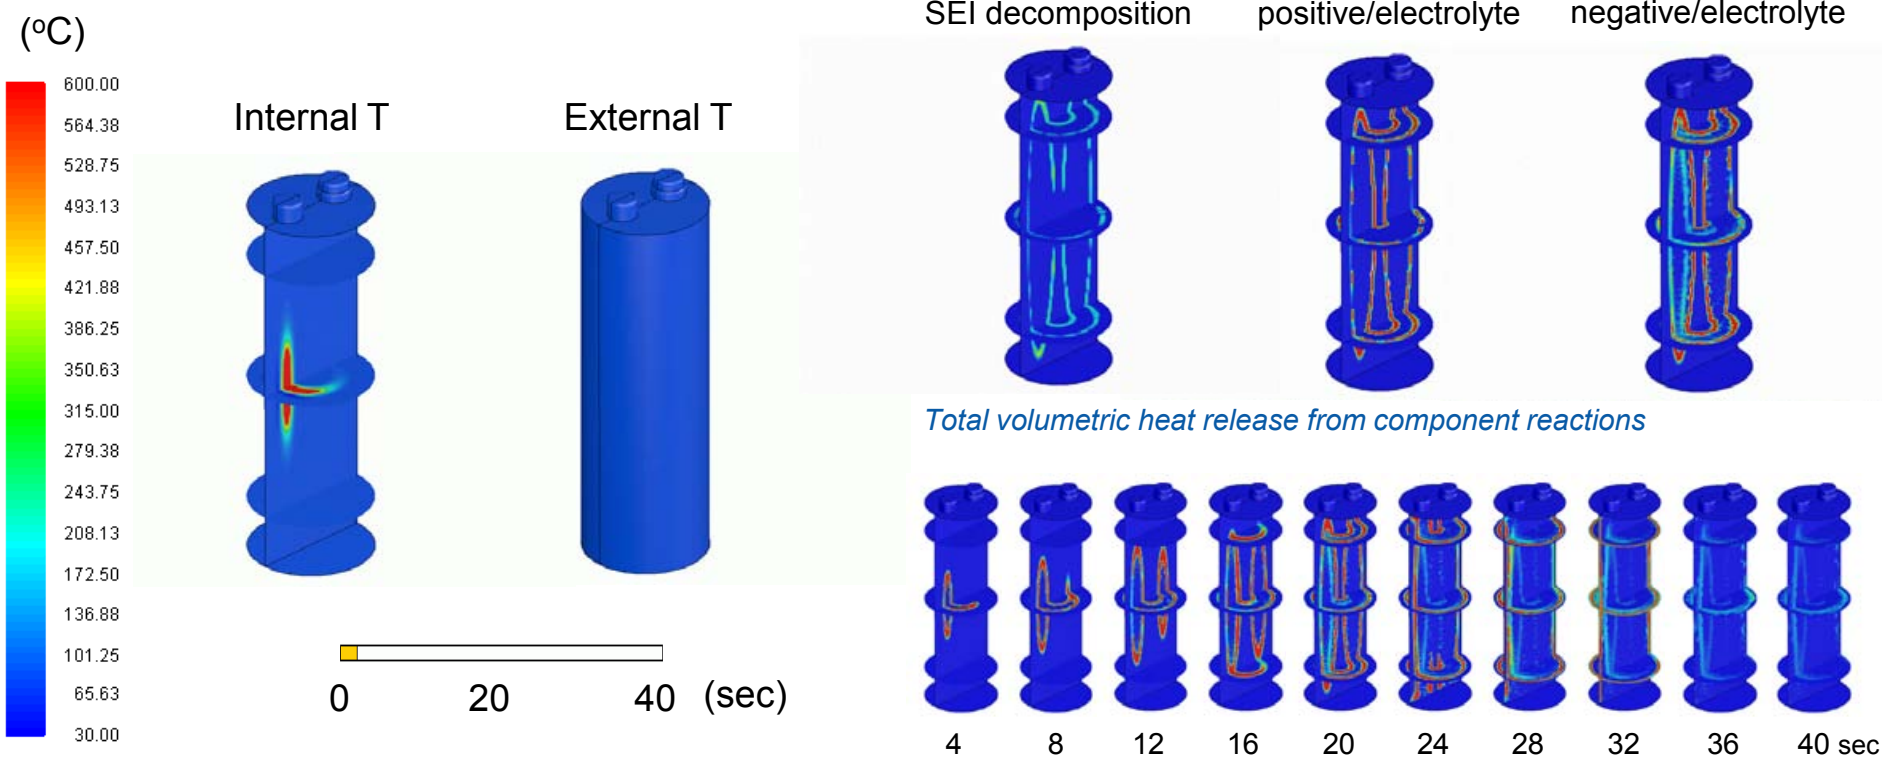 (ºC)
600.00
564.38
528.75
493.13
457.50
421.88
386.25
350.63
315.00
279.38
243.75
208.13
172.50
136.88
101.25
65.63
30.00
Internal T
External T
0 20 40 (sec)
SEI decomposition positive/electrolyte negative/electrolyte
Total volumetric heat release from component reactions
4 8 12 16 20 24 28 32 36 40 sec